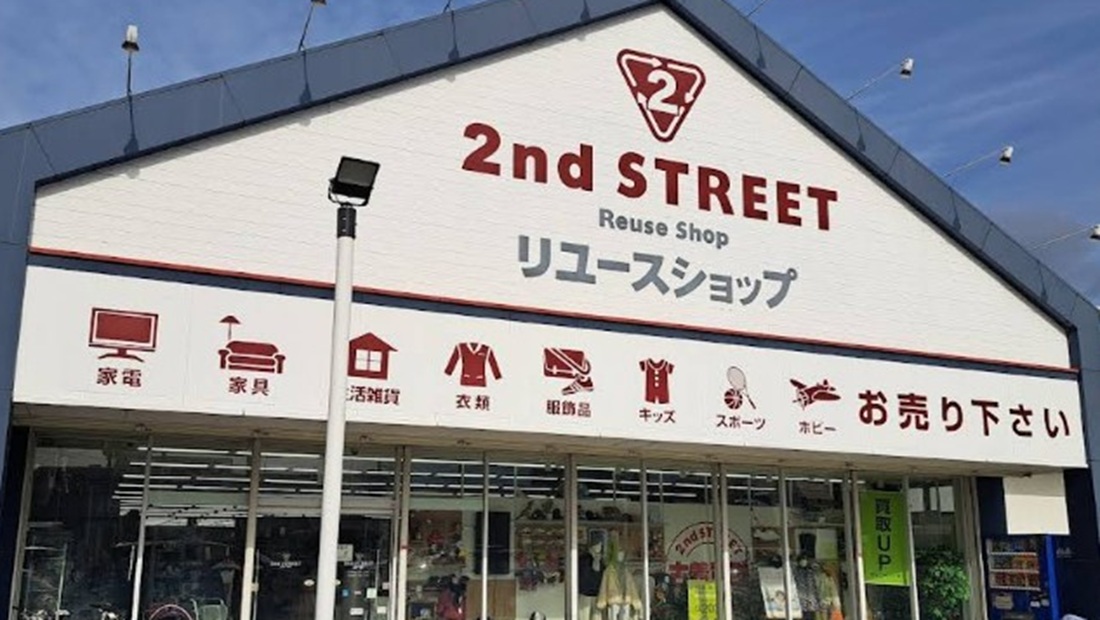 2
2nd STREET
Reuse Shop
リユースショップ
家電
家具
活雑貨
衣類
服飾品
キッズ
スポーツ
ホビー
お売り下さい
買取UP
2nd STREET